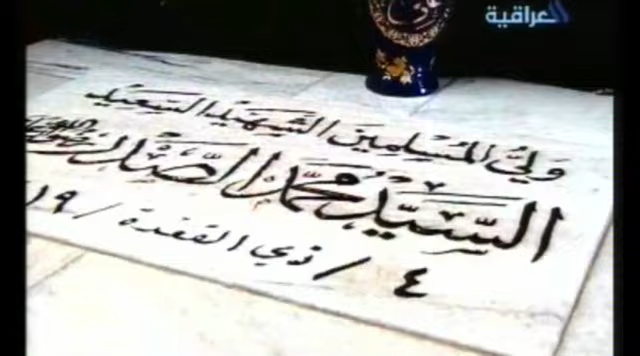 العراقية
ولي المسلمين الشهيد السعيد
السيد محمد الصدر
٤ / ذي القعدة / ١٩